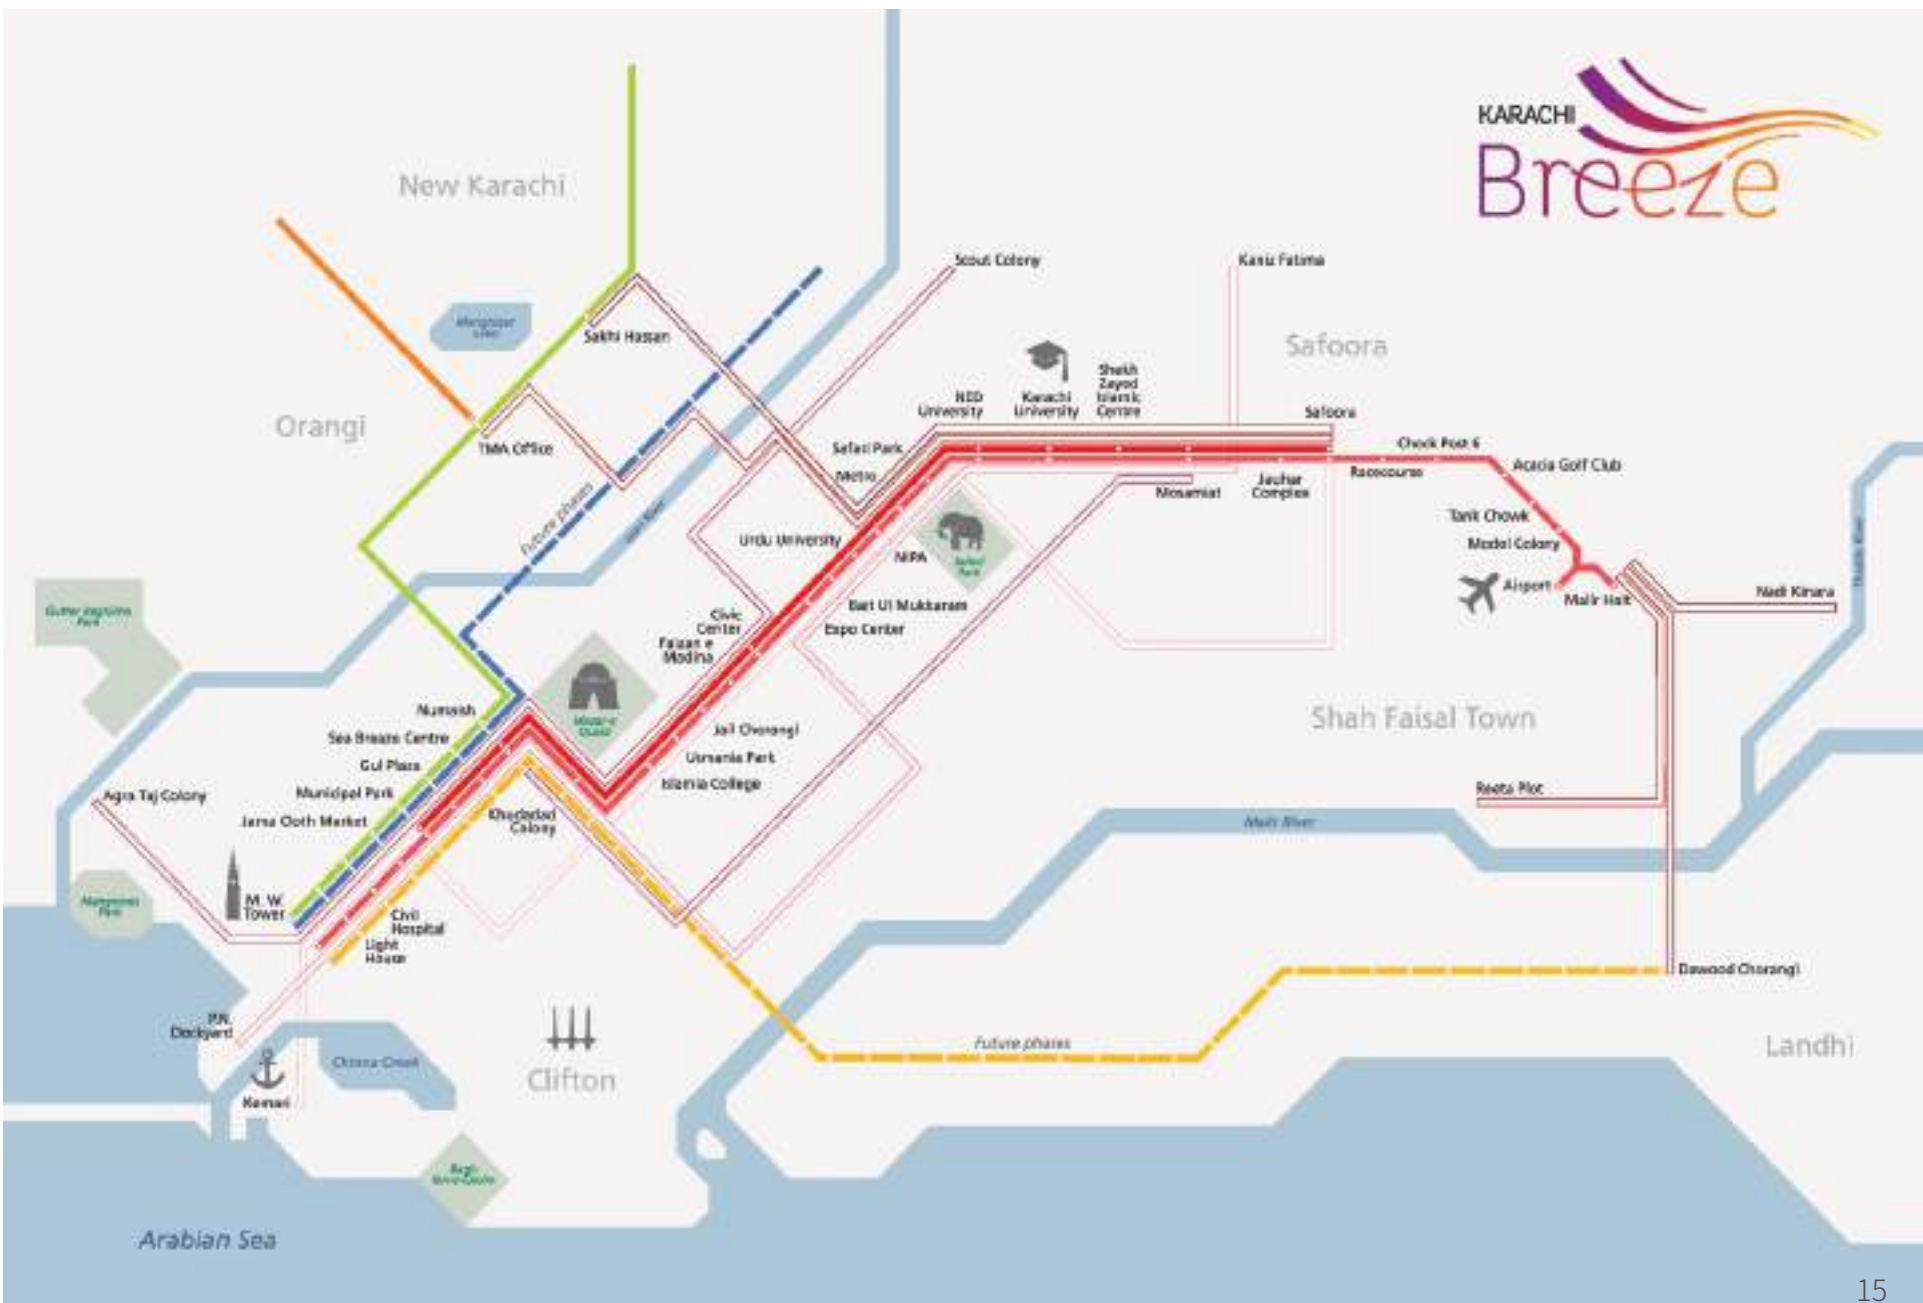 KARACHI
Breeze
New Karachi
Scout Colony
Kaniz Fatima
Sakhi Hassan
Safoora
Orangi
TMA Office
NED
University
Karachi
University
Sheikh
Zayed
Islamic
Centre
Safoora
Safari Park
Metro
Check Post 6
Racecourse
Acacia Golf Club
Mosamiat
Jauhar
Complex
Future phases
Urdu University
NIPA
Safari
Park
Tank Chowk
Model Colony
Airport
Malir Halt
Nadi Kinara
Bait Ul Mukkaram
Expo Center
Civic
Center
Faizan e
Madina
Numaish
Sea Breeze Centre
Gul Plaza
Municipal Park
Jama Cloth Market
Jail Chorangi
Usmania Park
Islamia College
Shah Faisal Town
Agra Taj Colony
Khudadad
Colony
Reeta Plot
Malir River
M. W.
Tower
Civil
Hospital
Light
House
Dawood Chorangi
P.N.
Dockyard
Chinna Creek
Kemari
Clifton
Future phases
Landhi
Arabian Sea
15